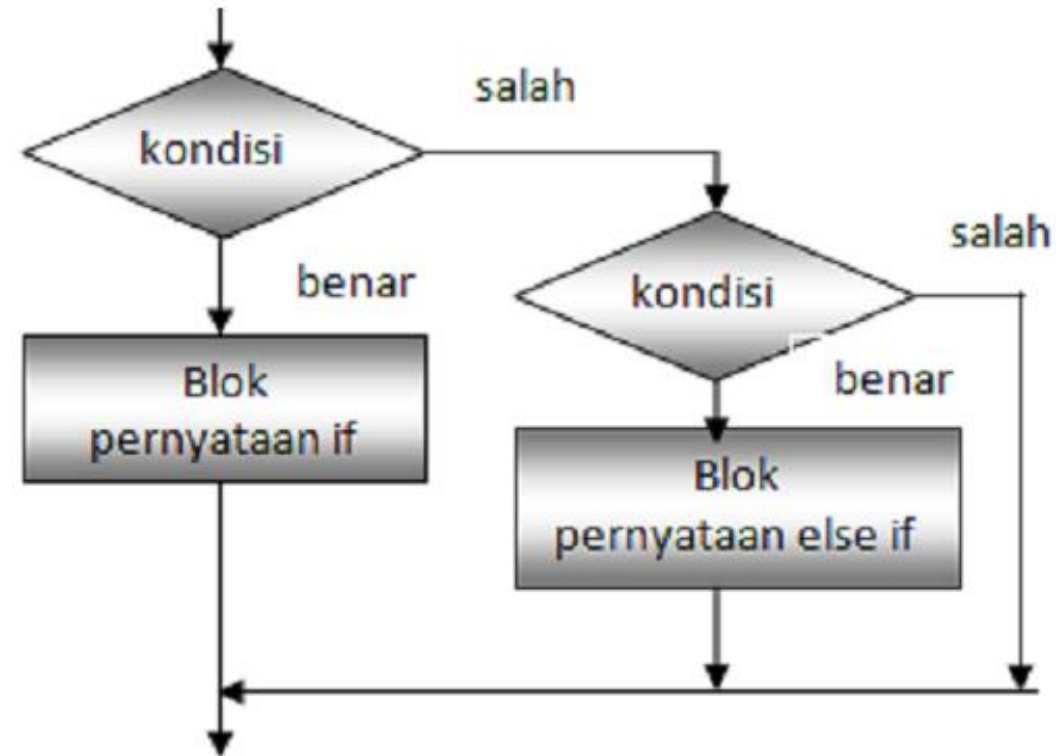 salah
kondisi
salah
benar
kondisi
Blok
pernyataan if
benar
Blok
pernyataan else if